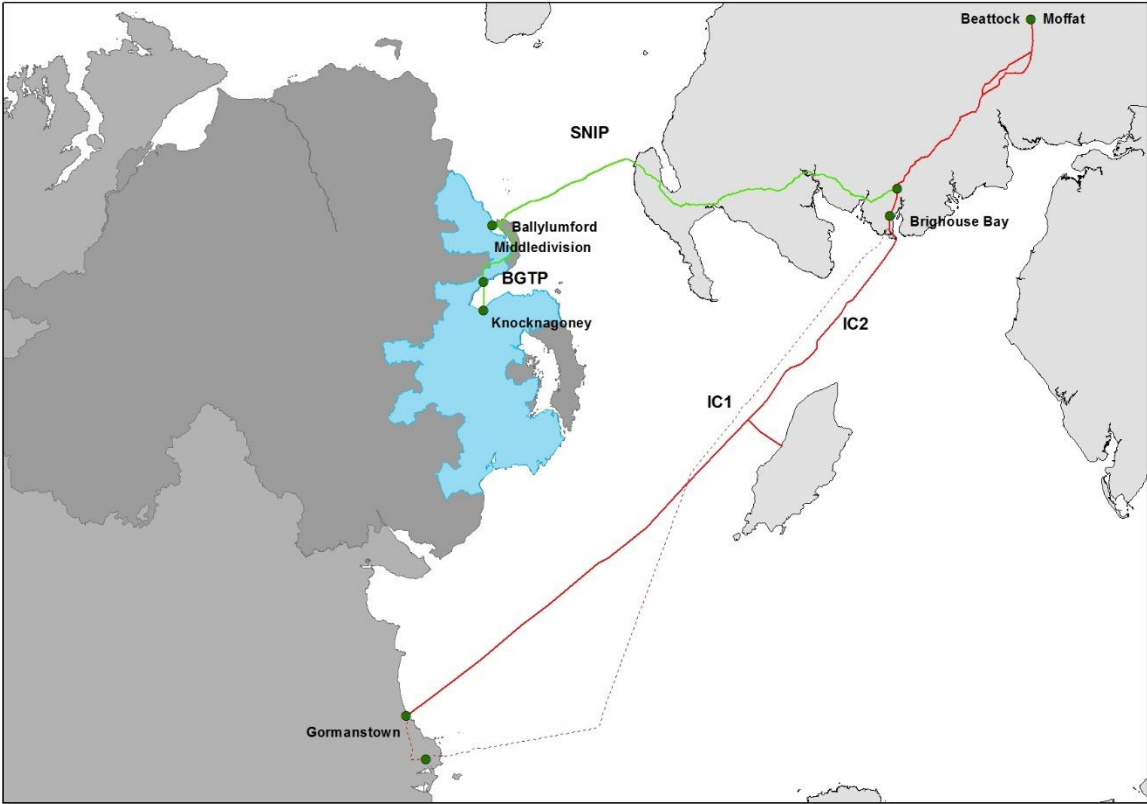 Beattock Moffat
SNIP
Ballylumford
Brighouse Bay
Middledivision
BGTP
Knocknagoney
IC2
IC1
Gormanstown